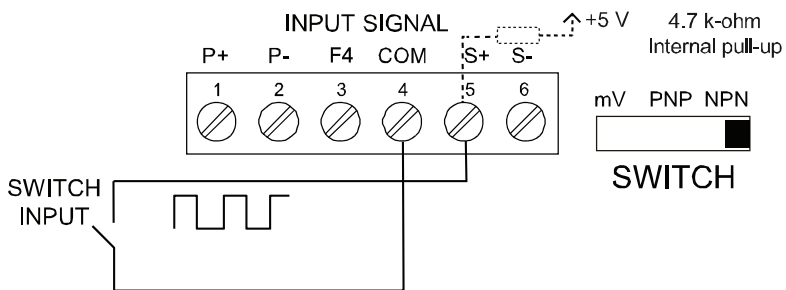 INPUT SIGNAL
+5 V
4.7 k-ohm
Internal pull-up
P+ P- F4 COM S+ S-
1 2 3 4 5 6
mV PNP NPN
SWITCH
SWITCH
INPUT